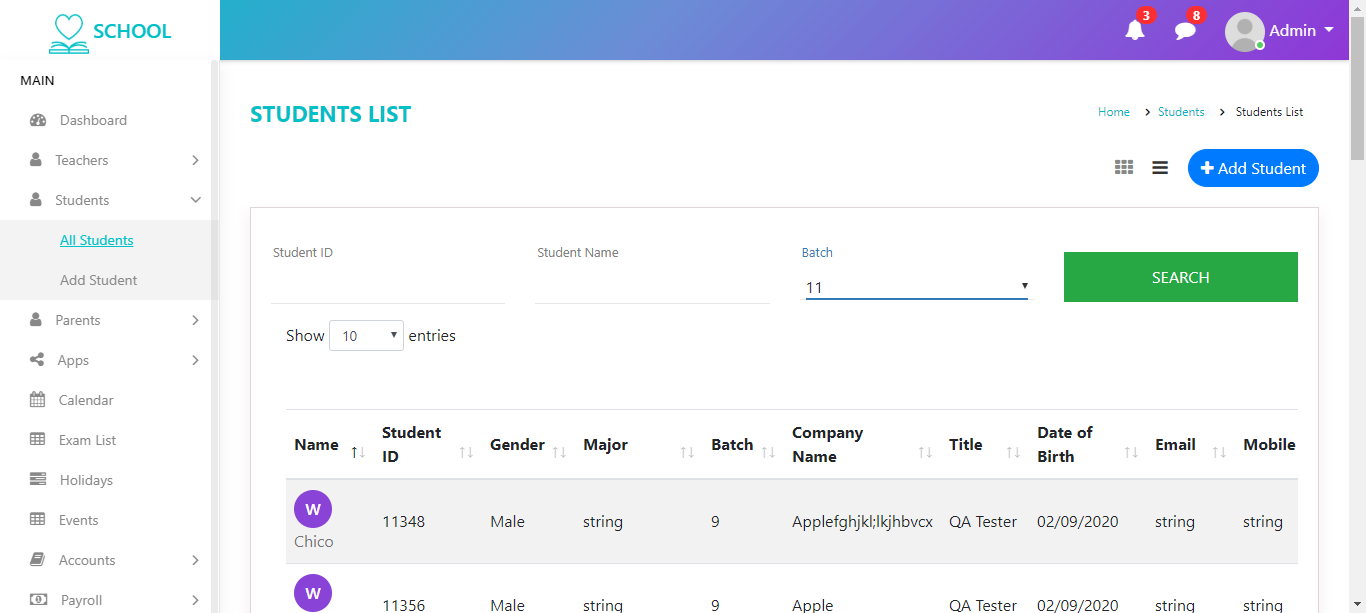 SCHOOL
3
8
Admin
MAIN
Dashboard
Teachers
Students
All Students
Add Student
Parents
Apps
Calendar
Exam List
Holidays
Events
Accounts
Payroll
STUDENTS LIST
Home > Students > Students List
Add Student
Student ID
Student Name
Batch
11
SEARCH
Show 10 entries
Name
Student ID
Gender
Major
Batch
Company Name
Title
Date of Birth
Email
Mobile
W
Chico
11348
Male
string
9
Applefghjkl;lkjhbvcx
QA Tester
02/09/2020
string
string
W
11356
Male
string
9
Apple
QA Tester
02/09/2020
string
string